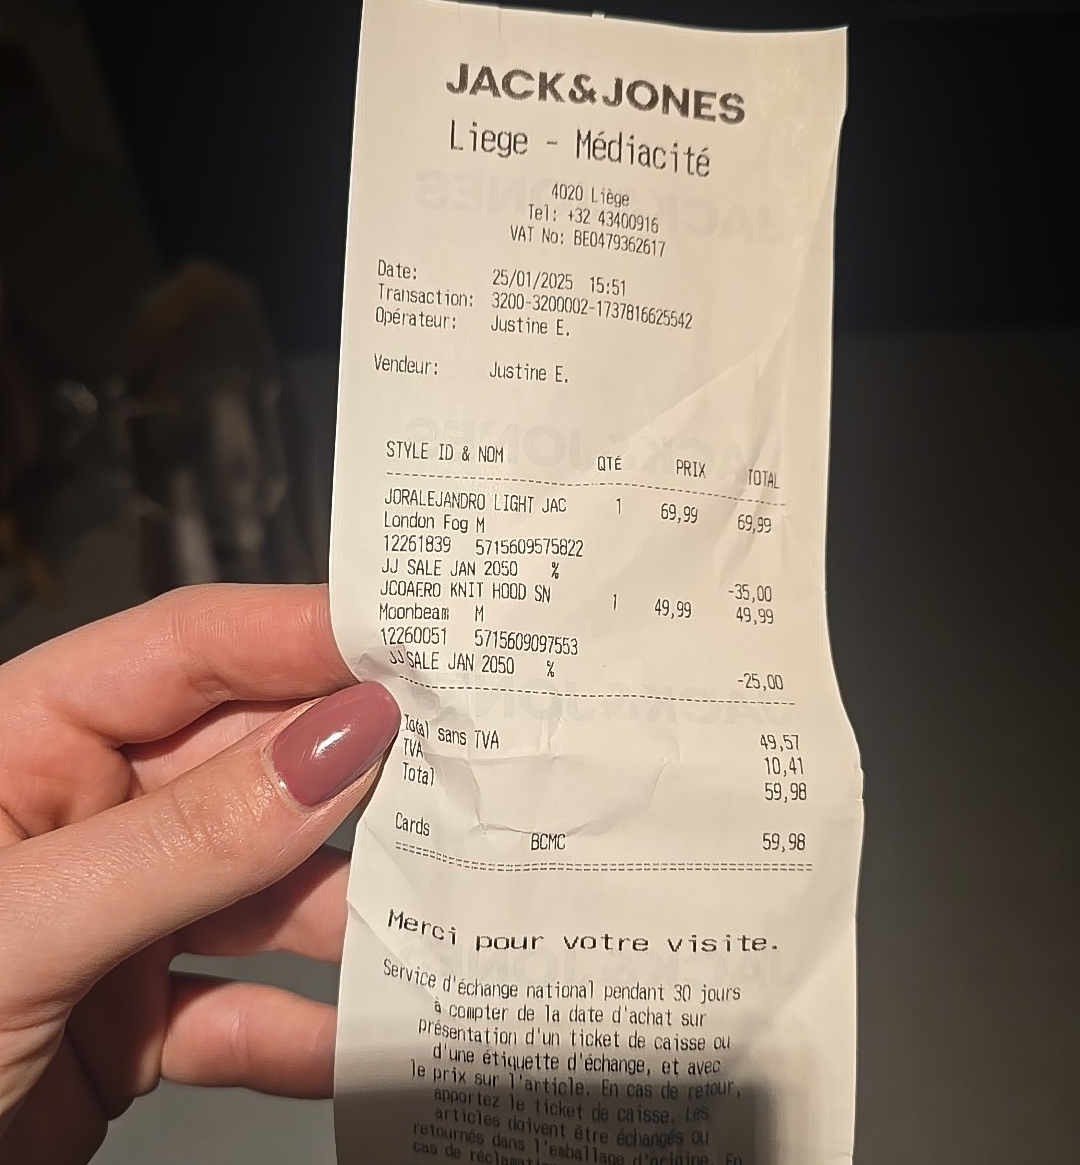 JACK&JONES
Liege - Médiacité
4020 Liège
Tel: +32 43400916
VAT No: BE0479362617
Date: 25/01/2025 15:51
Transaction: 3200-3200002-1737816625542
Opérateur: Justine E.
Vendeur: Justine E.
STYLE ID & NOM QTÉ PRIX TOTAL
JORALEJANDRO LIGHT JAC 1 69,99 69,99
London Fog M
12261839 5715609575822
JJ SALE JAN 2050 % -35,00
JCOAERO KNIT HOOD SN 1 49,99 49,99
Moonbeam M
12260051 5715609097553
JJ SALE JAN 2050 % -25,00
Total sans TVA 49,57
TVA 10,41
Total 59,98
Cards BCMC 59,98
Merci pour votre visite.
Service d'échange national pendant 30 jours
à compter de la date d'achat sur
présentation d'un ticket de caisse ou
d'une étiquette d'échange, et avec
le prix sur l'article. En cas de retour,
apportez le ticket de caisse. Les
articles doivent être échangés ou
retournés dans l'emballage d'origine. En
cas de